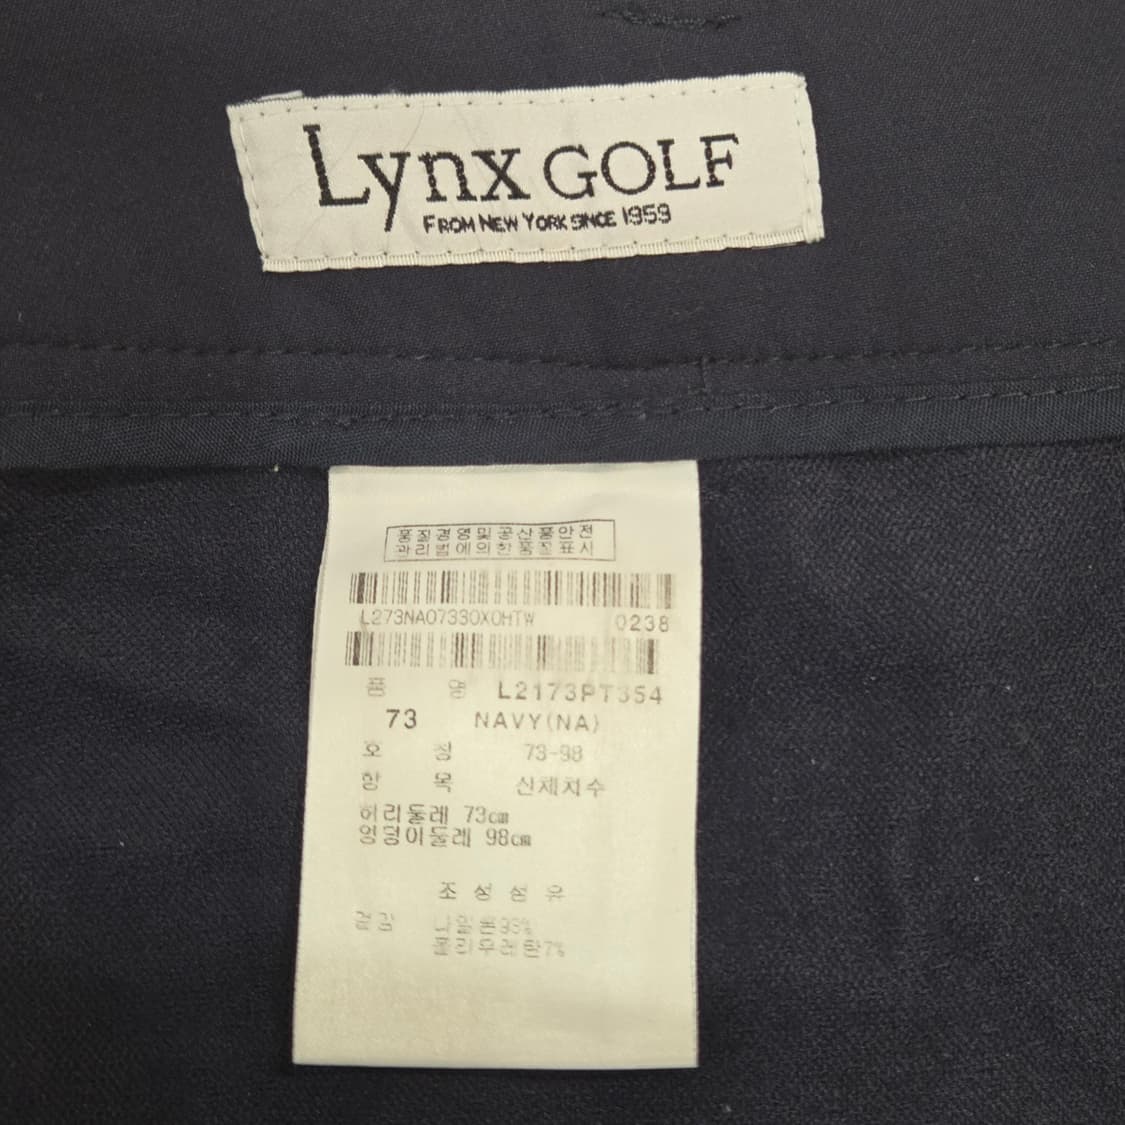 Lynx GOLF
FROM NEW YORK SINCE 1959
품질경영및공산품안전
관리법에의한품질표시
L273NA07330X0HTW 0238
품 명 L2173PT354
73 NAVY(NA)
호 칭 73-98
항 목 신체치수
허리둘레 73cm
엉덩이둘레 98cm
조성섬유
겉감 나일론93%
폴리우레탄7%